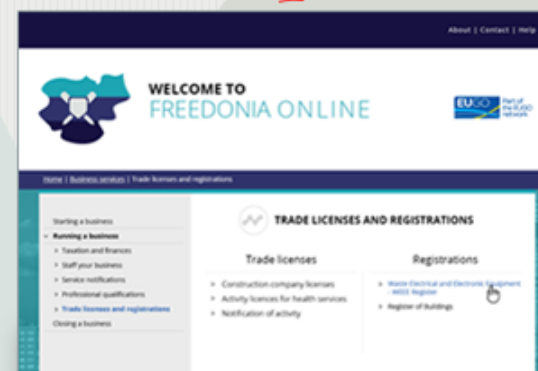 About | Contact | Help
WELCOME TO
FREEDONIA ONLINE
EUGO
Part of
the EUGO
network
Home | Business services | Trade licenses and registrations
Starting a business
Running a business
> Taxation and finances
> Staff your business
> Service notifications
> Professional qualifications
> Trade licenses and registrations
Closing a business
TRADE LICENSES AND REGISTRATIONS
Trade licenses
> Construction company licenses
> Activity licences for health services
> Notification of activity
Registrations
> Waste Electrical and Electronic Equipment
- WEEE Register
> Register of Buildings